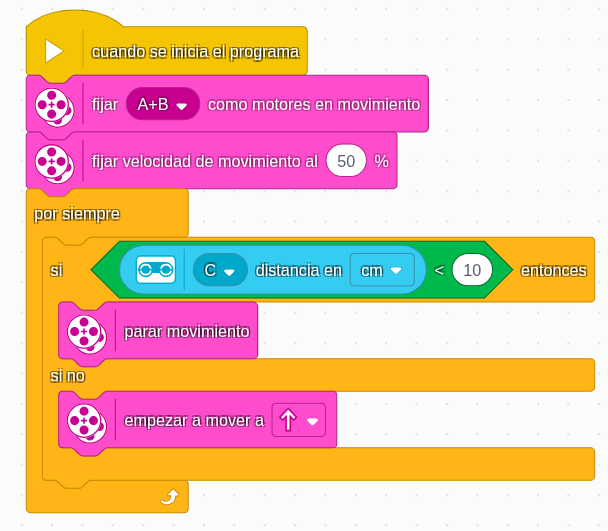 cuando se inicia el programa
fijar A+B como motores en movimiento
fijar velocidad de movimiento al 50 %
por siempre
si C distancia en cm < 10 entonces
parar movimiento
si no
empezar a mover a